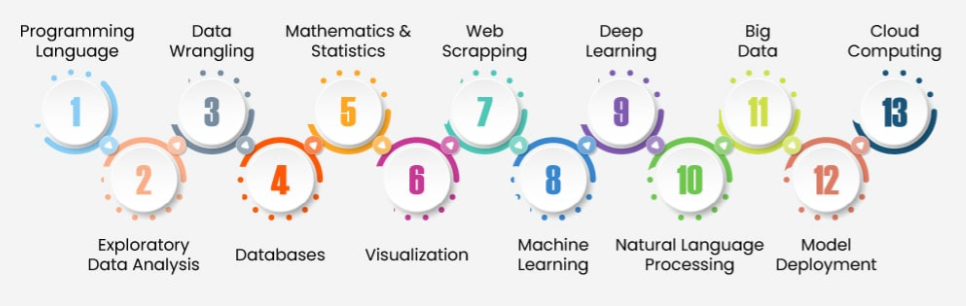 Programming
Language
Data
Wrangling
Mathematics &
Statistics
Web
Scrapping
Deep
Learning
Big
Data
Cloud
Computing
1
3
5
7
9
11
13
2
4
6
8
10
12
Exploratory
Data Analysis
Databases
Visualization
Machine
Learning
Natural Language
Processing
Model
Deployment